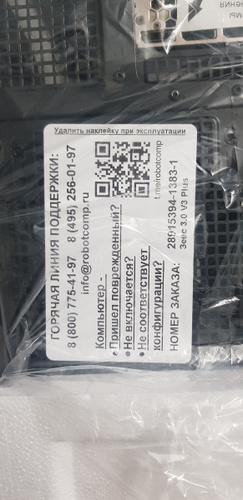 Удалить наклейку при эксплуатации
ГОРЯЧАЯ ЛИНИЯ ПОДДЕРЖКИ:
8 (800) 775-41-97 8 (495) 256-01-97
info@robotcomp.ru
t.me/robotcomp
Компьютер -
• Пришел поврежденный?
• Не включается?
• Не соответствует
конфигурации?
НОМЕР ЗАКАЗА:
28915394-1383-1
Зевс 3.0 V3 Plus